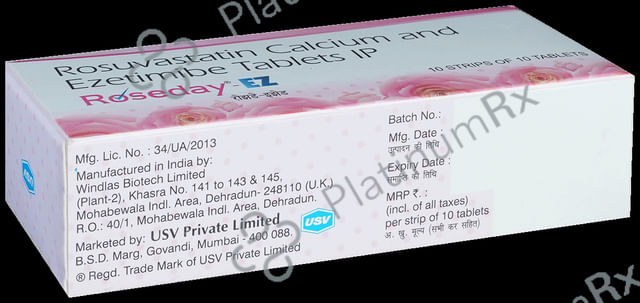 Rosuvastatin Calcium and
Ezetimibe Tablets IP
Roseday®-EZ
रोज़डे-इज़ेड
10 STRIPS OF 10 TABLETS
Mfg. Lic. No. : 34/UA/2013
Manufactured in India by:
Windlas Biotech Limited
(Plant-2), Khasra No. 141 to 143 & 145,
Mohabewala Indl. Area, Dehradun- 248110 (U.K.)
R.O.: 40/1, Mohabewala Indl. Area, Dehradun.
Marketed by: USV Private Limited
B.S.D. Marg, Govandi, Mumbai - 400 088.
® Regd. Trade Mark of USV Private Limited
USV
USV
Batch No.:
Mfg. Date :
उत्पादन की तिथि
Expiry Date :
समाप्ति की तिथि
MRP ₹. :
(incl. of all taxes)
per strip of 10 tablets
अ. खु. मूल्य (सभी कर सहित)
PlatinumRx
PlatinumRx